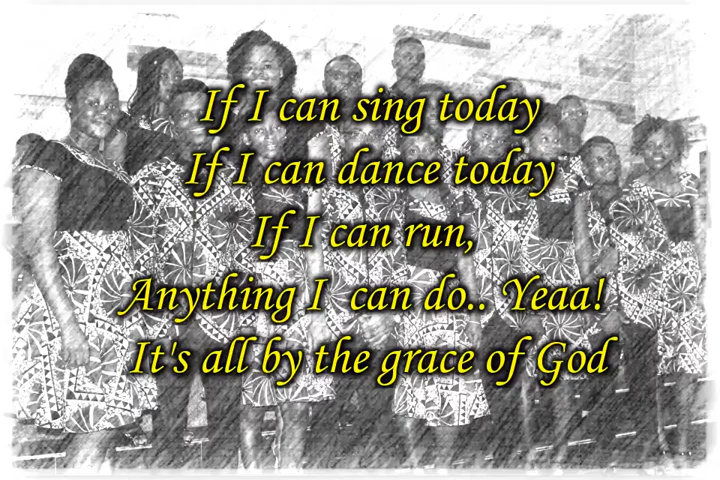 If I can sing today
If I can dance today
If I can run,
Anything I can do.. Yeaa!
It's all by the grace of God